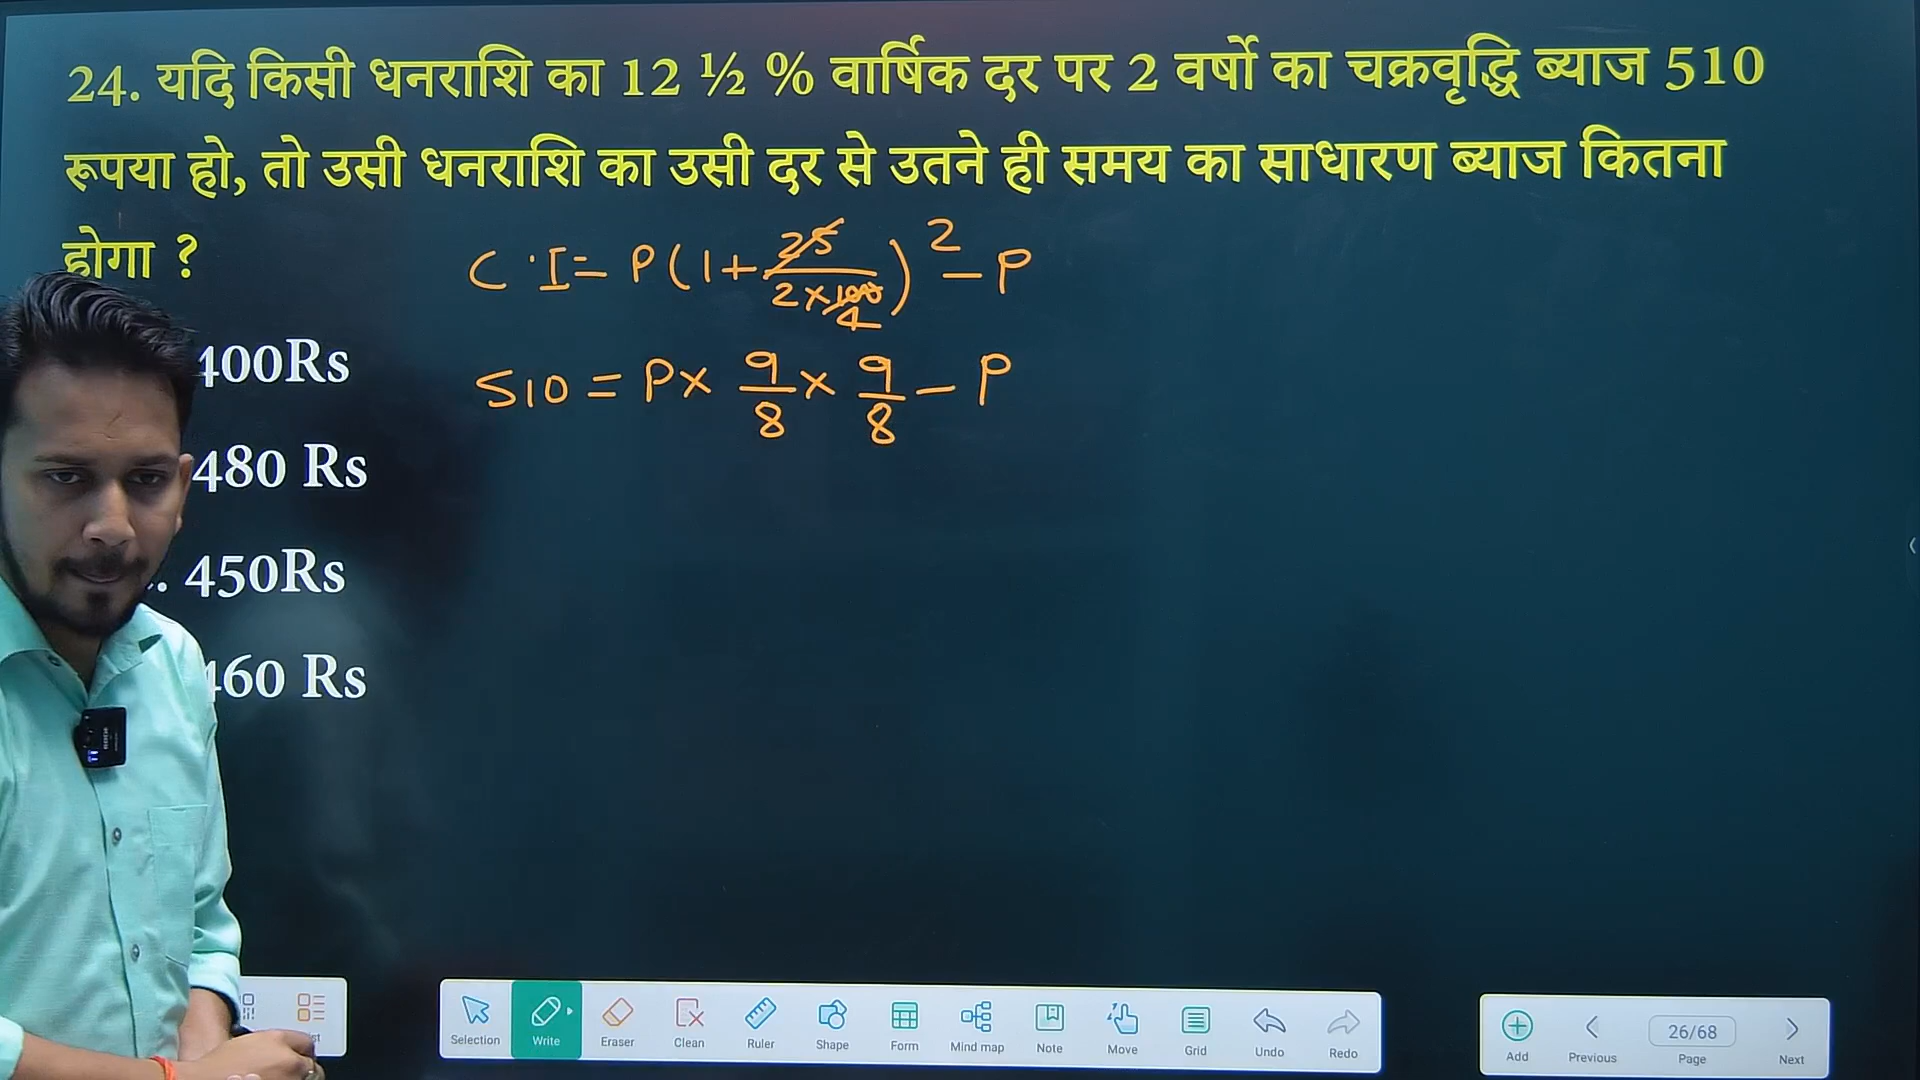 24. यदि किसी धनराशि का 12 ½ % वार्षिक दर पर 2 वर्षो का चक्रवृद्धि ब्याज 510
रूपया हो, तो उसी धनराशि का उसी दर से उतने ही समय का साधारण ब्याज कितना
होगा ?
C.I = P(1+25/2×100 4)^2 - P
400Rs
510 = P× 9/8 × 9/8 - P
480 Rs
. 450Rs
460 Rs
Selection Write Eraser Clean Ruler Shape Form Mind map Note Move Grid Undo Redo
Add Previous 26/68 Page Next